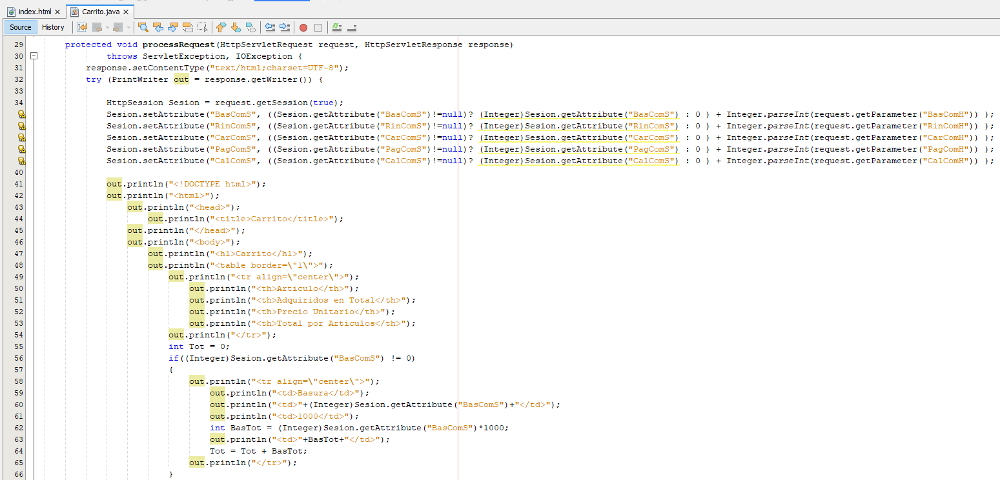 index.html Carrito.java
Source History
29 protected void processRequest(HttpServletRequest request, HttpServletResponse response)
30 throws ServletException, IOException {
31 response.setContentType("text/html;charset=UTF-8");
32 try (PrintWriter out = response.getWriter()) {
33
34 HttpSession Sesion = request.getSession(true);
Sesion.setAttribute("BasComS", ((Sesion.getAttribute("BasComS")!=null)? (Integer)Sesion.getAttribute("BasComS") : 0 ) + Integer.parseInt(request.getParameter("BasComH")) );
Sesion.setAttribute("RinComS", ((Sesion.getAttribute("RinComS")!=null)? (Integer)Sesion.getAttribute("RinComS") : 0 ) + Integer.parseInt(request.getParameter("RinComH")) );
Sesion.setAttribute("CarComS", ((Sesion.getAttribute("CarComS")!=null)? (Integer)Sesion.getAttribute("CarComS") : 0 ) + Integer.parseInt(request.getParameter("CarComH")) );
Sesion.setAttribute("PagComS", ((Sesion.getAttribute("PagComS")!=null)? (Integer)Sesion.getAttribute("PagComS") : 0 ) + Integer.parseInt(request.getParameter("PagComH")) );
Sesion.setAttribute("CalComS", ((Sesion.getAttribute("CalComS")!=null)? (Integer)Sesion.getAttribute("CalComS") : 0 ) + Integer.parseInt(request.getParameter("CalComH")) );
40
41 out.println("<!DOCTYPE html>");
42 out.println("<html>");
43 out.println("<head>");
44 out.println("<title>Carrito</title>");
45 out.println("</head>");
46 out.println("<body>");
47 out.println("<h1>Carrito</h1>");
48 out.println("<table border=\"1\">");
49 out.println("<tr align=\"center\">");
50 out.println("<th>Articulo</th>");
51 out.println("<th>Adquiridos en Total</th>");
52 out.println("<th>Precio Unitario</th>");
53 out.println("<th>Total por Articulos</th>");
54 out.println("</tr>");
55 int Tot = 0;
56 if((Integer)Sesion.getAttribute("BasComS") != 0)
57 {
58 out.println("<tr align=\"center\">");
59 out.println("<td>Basura</td>");
60 out.println("<td>"+(Integer)Sesion.getAttribute("BasComS")+"</td>");
61 out.println("<td>1000</td>");
62 int BasTot = (Integer)Sesion.getAttribute("BasComS")*1000;
63 out.println("<td>"+BasTot+"</td>");
64 Tot = Tot + BasTot;
65 out.println("</tr>");
66 }